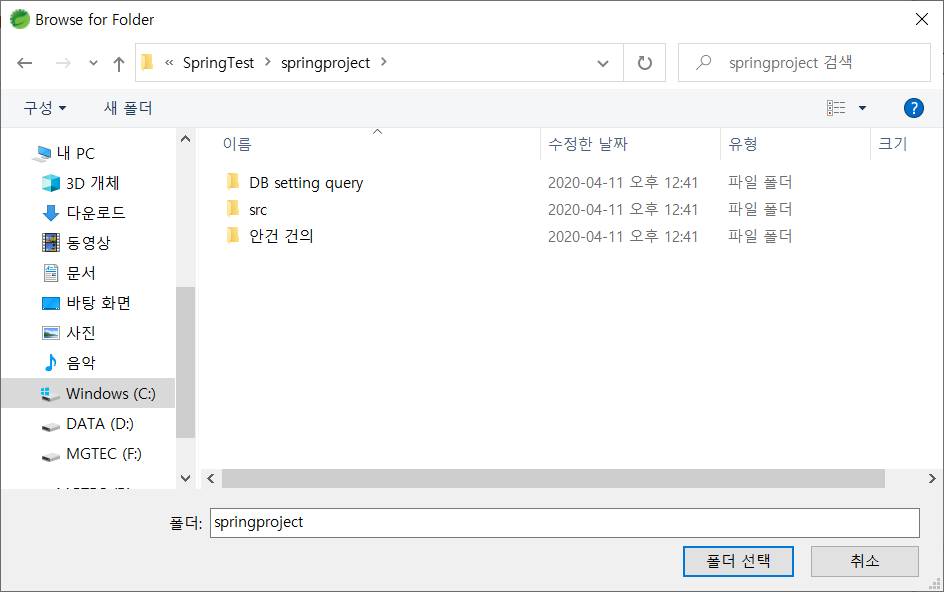 Browse for Folder
« SpringTest > springproject >
springproject 검색
구성
새 폴더
?
내 PC
3D 개체
다운로드
동영상
문서
바탕 화면
사진
음악
Windows (C:)
DATA (D:)
MGTEC (F:)
이름 수정한 날짜 유형 크기
DB setting query 2020-04-11 오후 12:41 파일 폴더
src 2020-04-11 오후 12:41 파일 폴더
안건 건의 2020-04-11 오후 12:41 파일 폴더
폴더: springproject
폴더 선택
취소